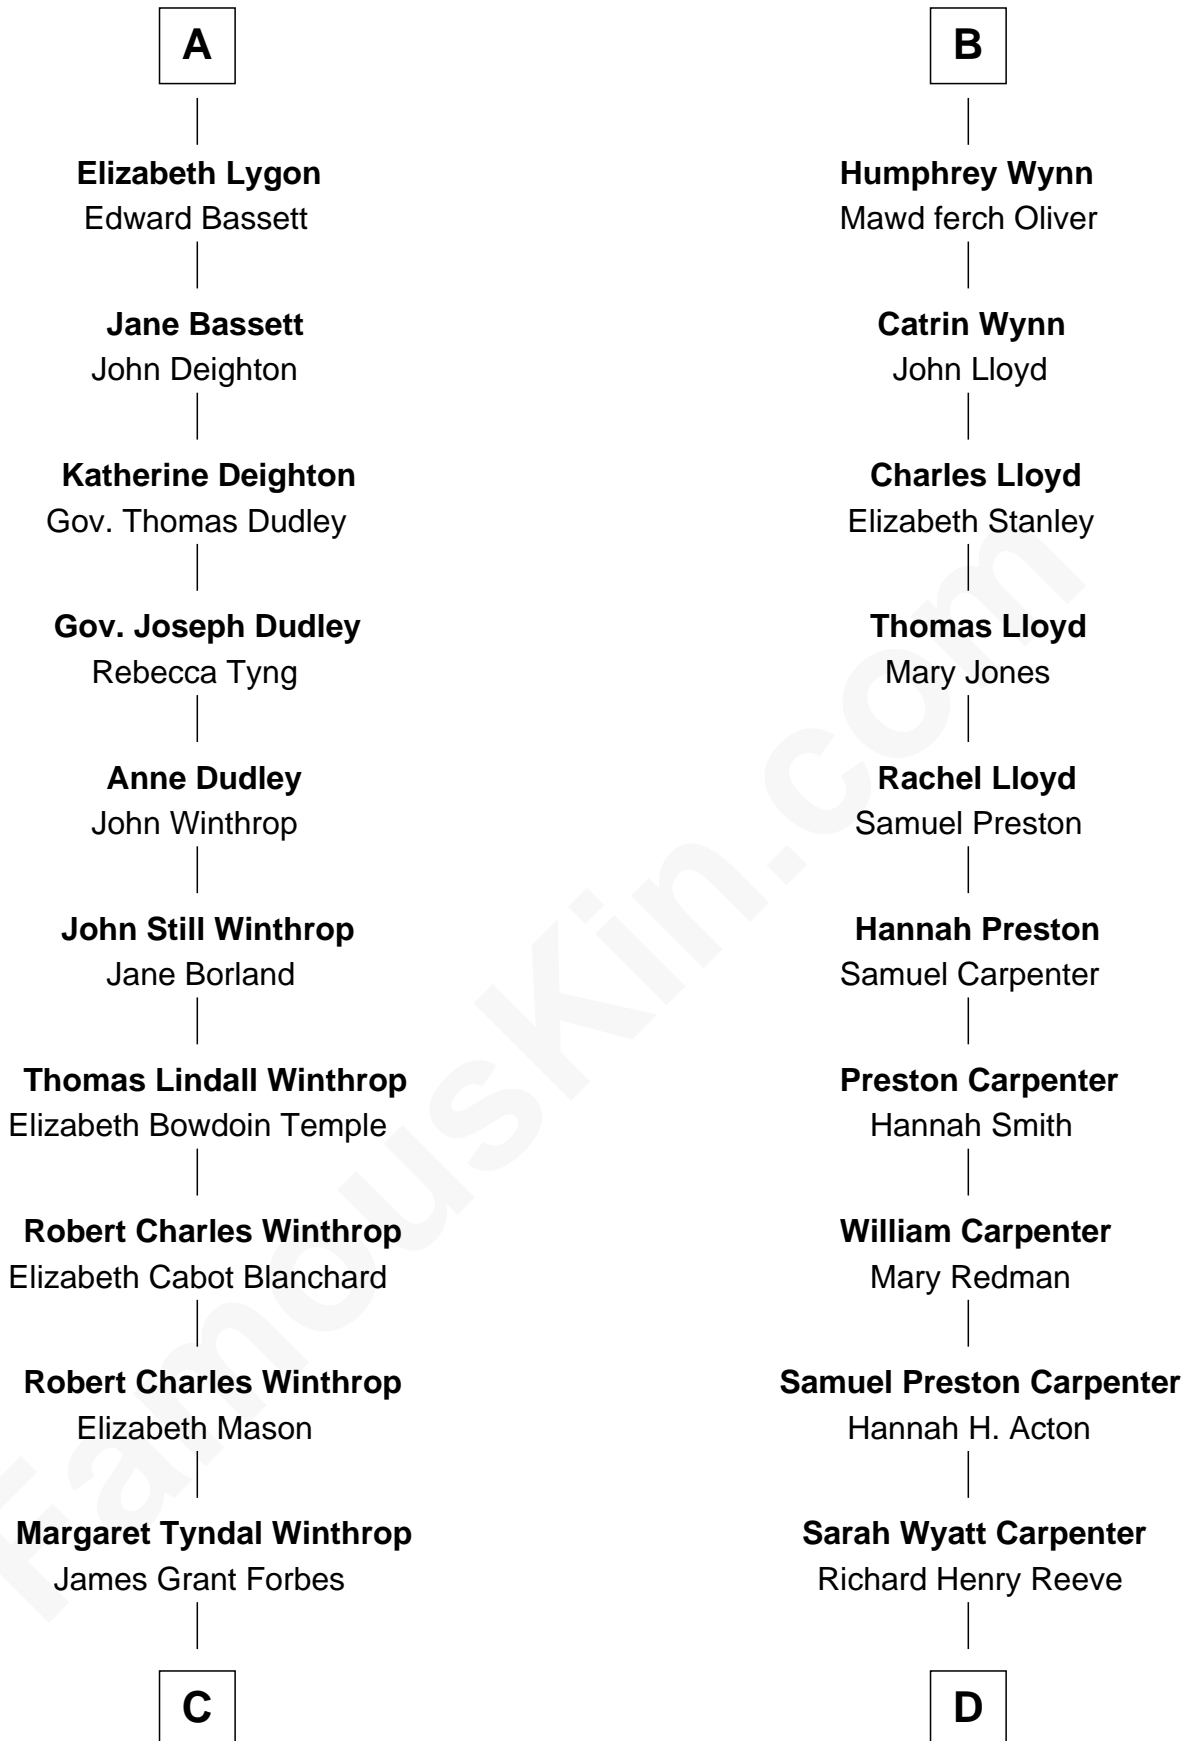 A
Elizabeth Lygon
Edward Bassett
Jane Bassett
John Deighton
Katherine Deighton
Gov. Thomas Dudley
Gov. Joseph Dudley
Rebecca Tyng
Anne Dudley
John Winthrop
John Still Winthrop
Jane Borland
Thomas Lindall Winthrop
Elizabeth Bowdoin Temple
Robert Charles Winthrop
Elizabeth Cabot Blanchard
Robert Charles Winthrop
Elizabeth Mason
Margaret Tyndal Winthrop
James Grant Forbes
C
B
Humphrey Wynn
Mawd ferch Oliver
Catrin Wynn
John Lloyd
Charles Lloyd
Elizabeth Stanley
Thomas Lloyd
Mary Jones
Rachel Lloyd
Samuel Preston
Hannah Preston
Samuel Carpenter
Preston Carpenter
Hannah Smith
William Carpenter
Mary Redman
Samuel Preston Carpenter
Hannah H. Acton
Sarah Wyatt Carpenter
Richard Henry Reeve
D
FamousKin.com